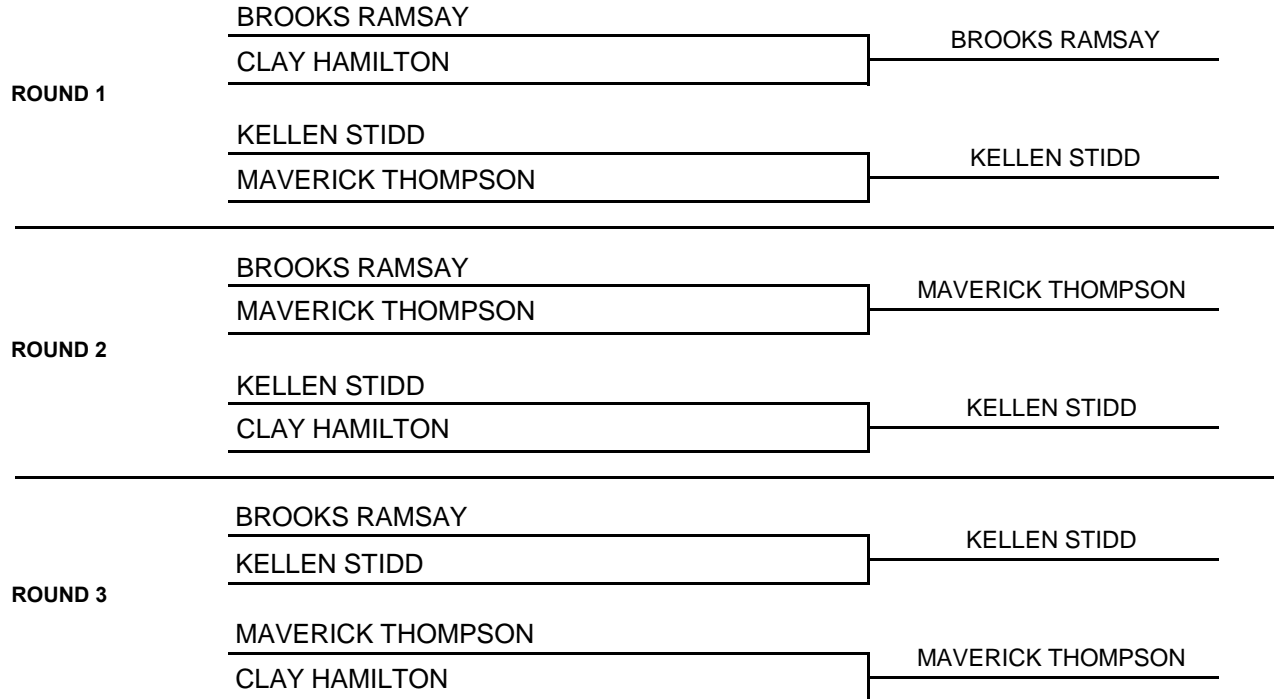 BROOKS RAMSAY
BROOKS RAMSAY
CLAY HAMILTON
ROUND 1
KELLEN STIDD
KELLEN STIDD
MAVERICK THOMPSON
BROOKS RAMSAY
MAVERICK THOMPSON
MAVERICK THOMPSON
ROUND 2
KELLEN STIDD
KELLEN STIDD
CLAY HAMILTON
BROOKS RAMSAY
KELLEN STIDD
KELLEN STIDD
ROUND 3
MAVERICK THOMPSON
MAVERICK THOMPSON
CLAY HAMILTON